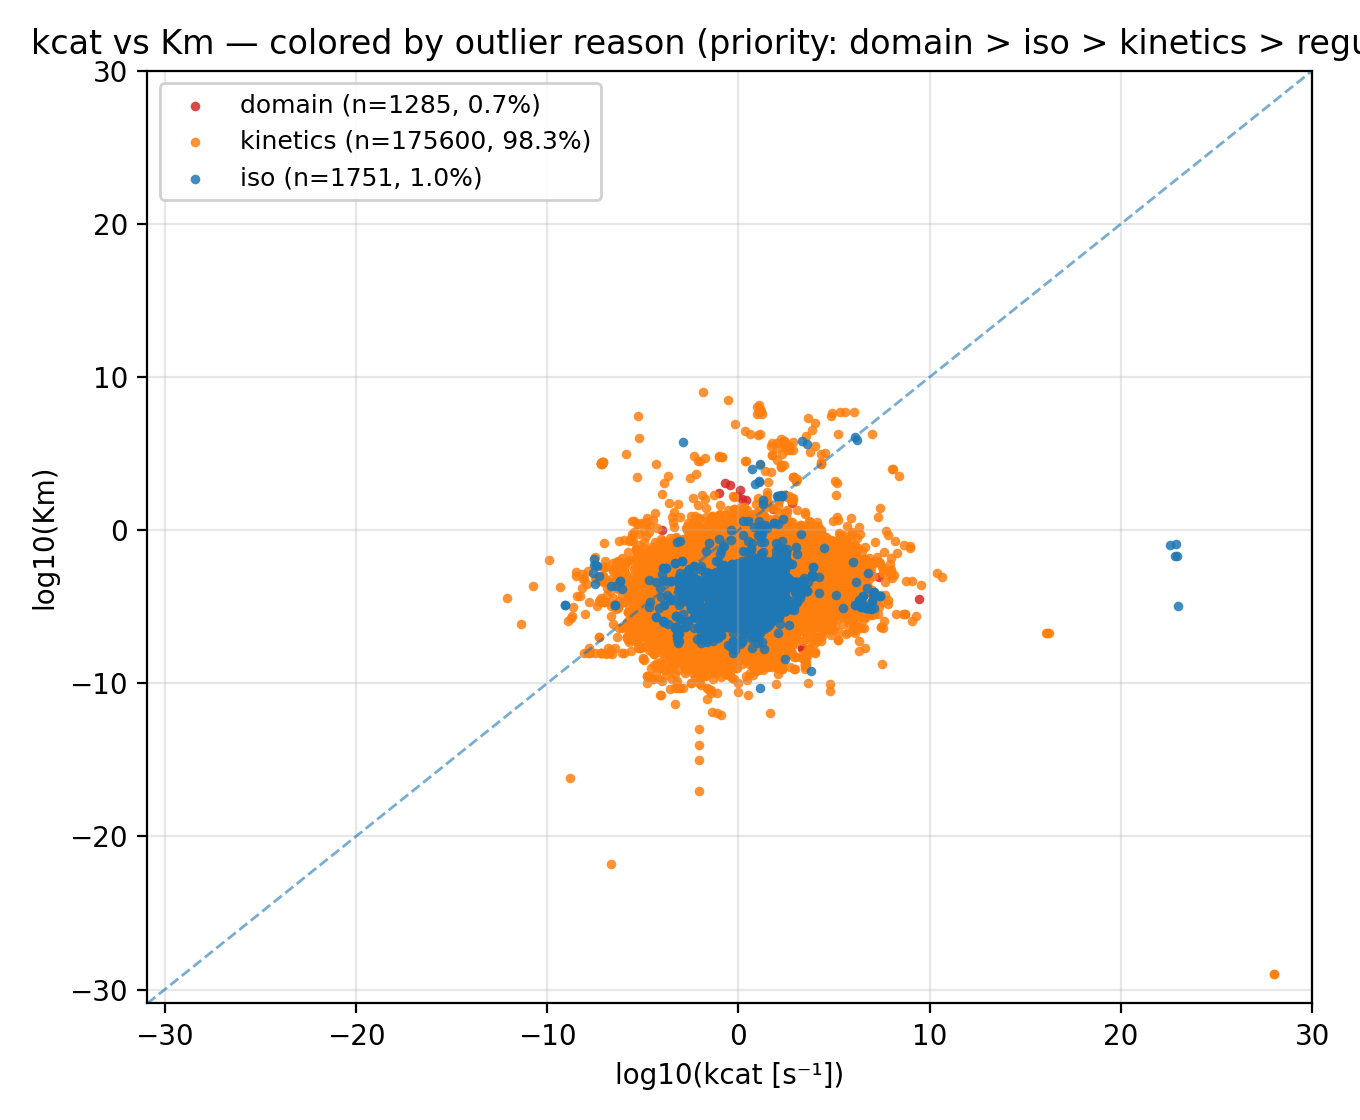 kcat vs Km — colored by outlier reason (priority: domain > iso > kinetics > regu
domain (n=1285, 0.7%)
kinetics (n=175600, 98.3%)
iso (n=1751, 1.0%)
30
20
10
0
−10
−20
−30
log10(Km)
−30
−20
−10
0
10
20
30
log10(kcat [s⁻¹])